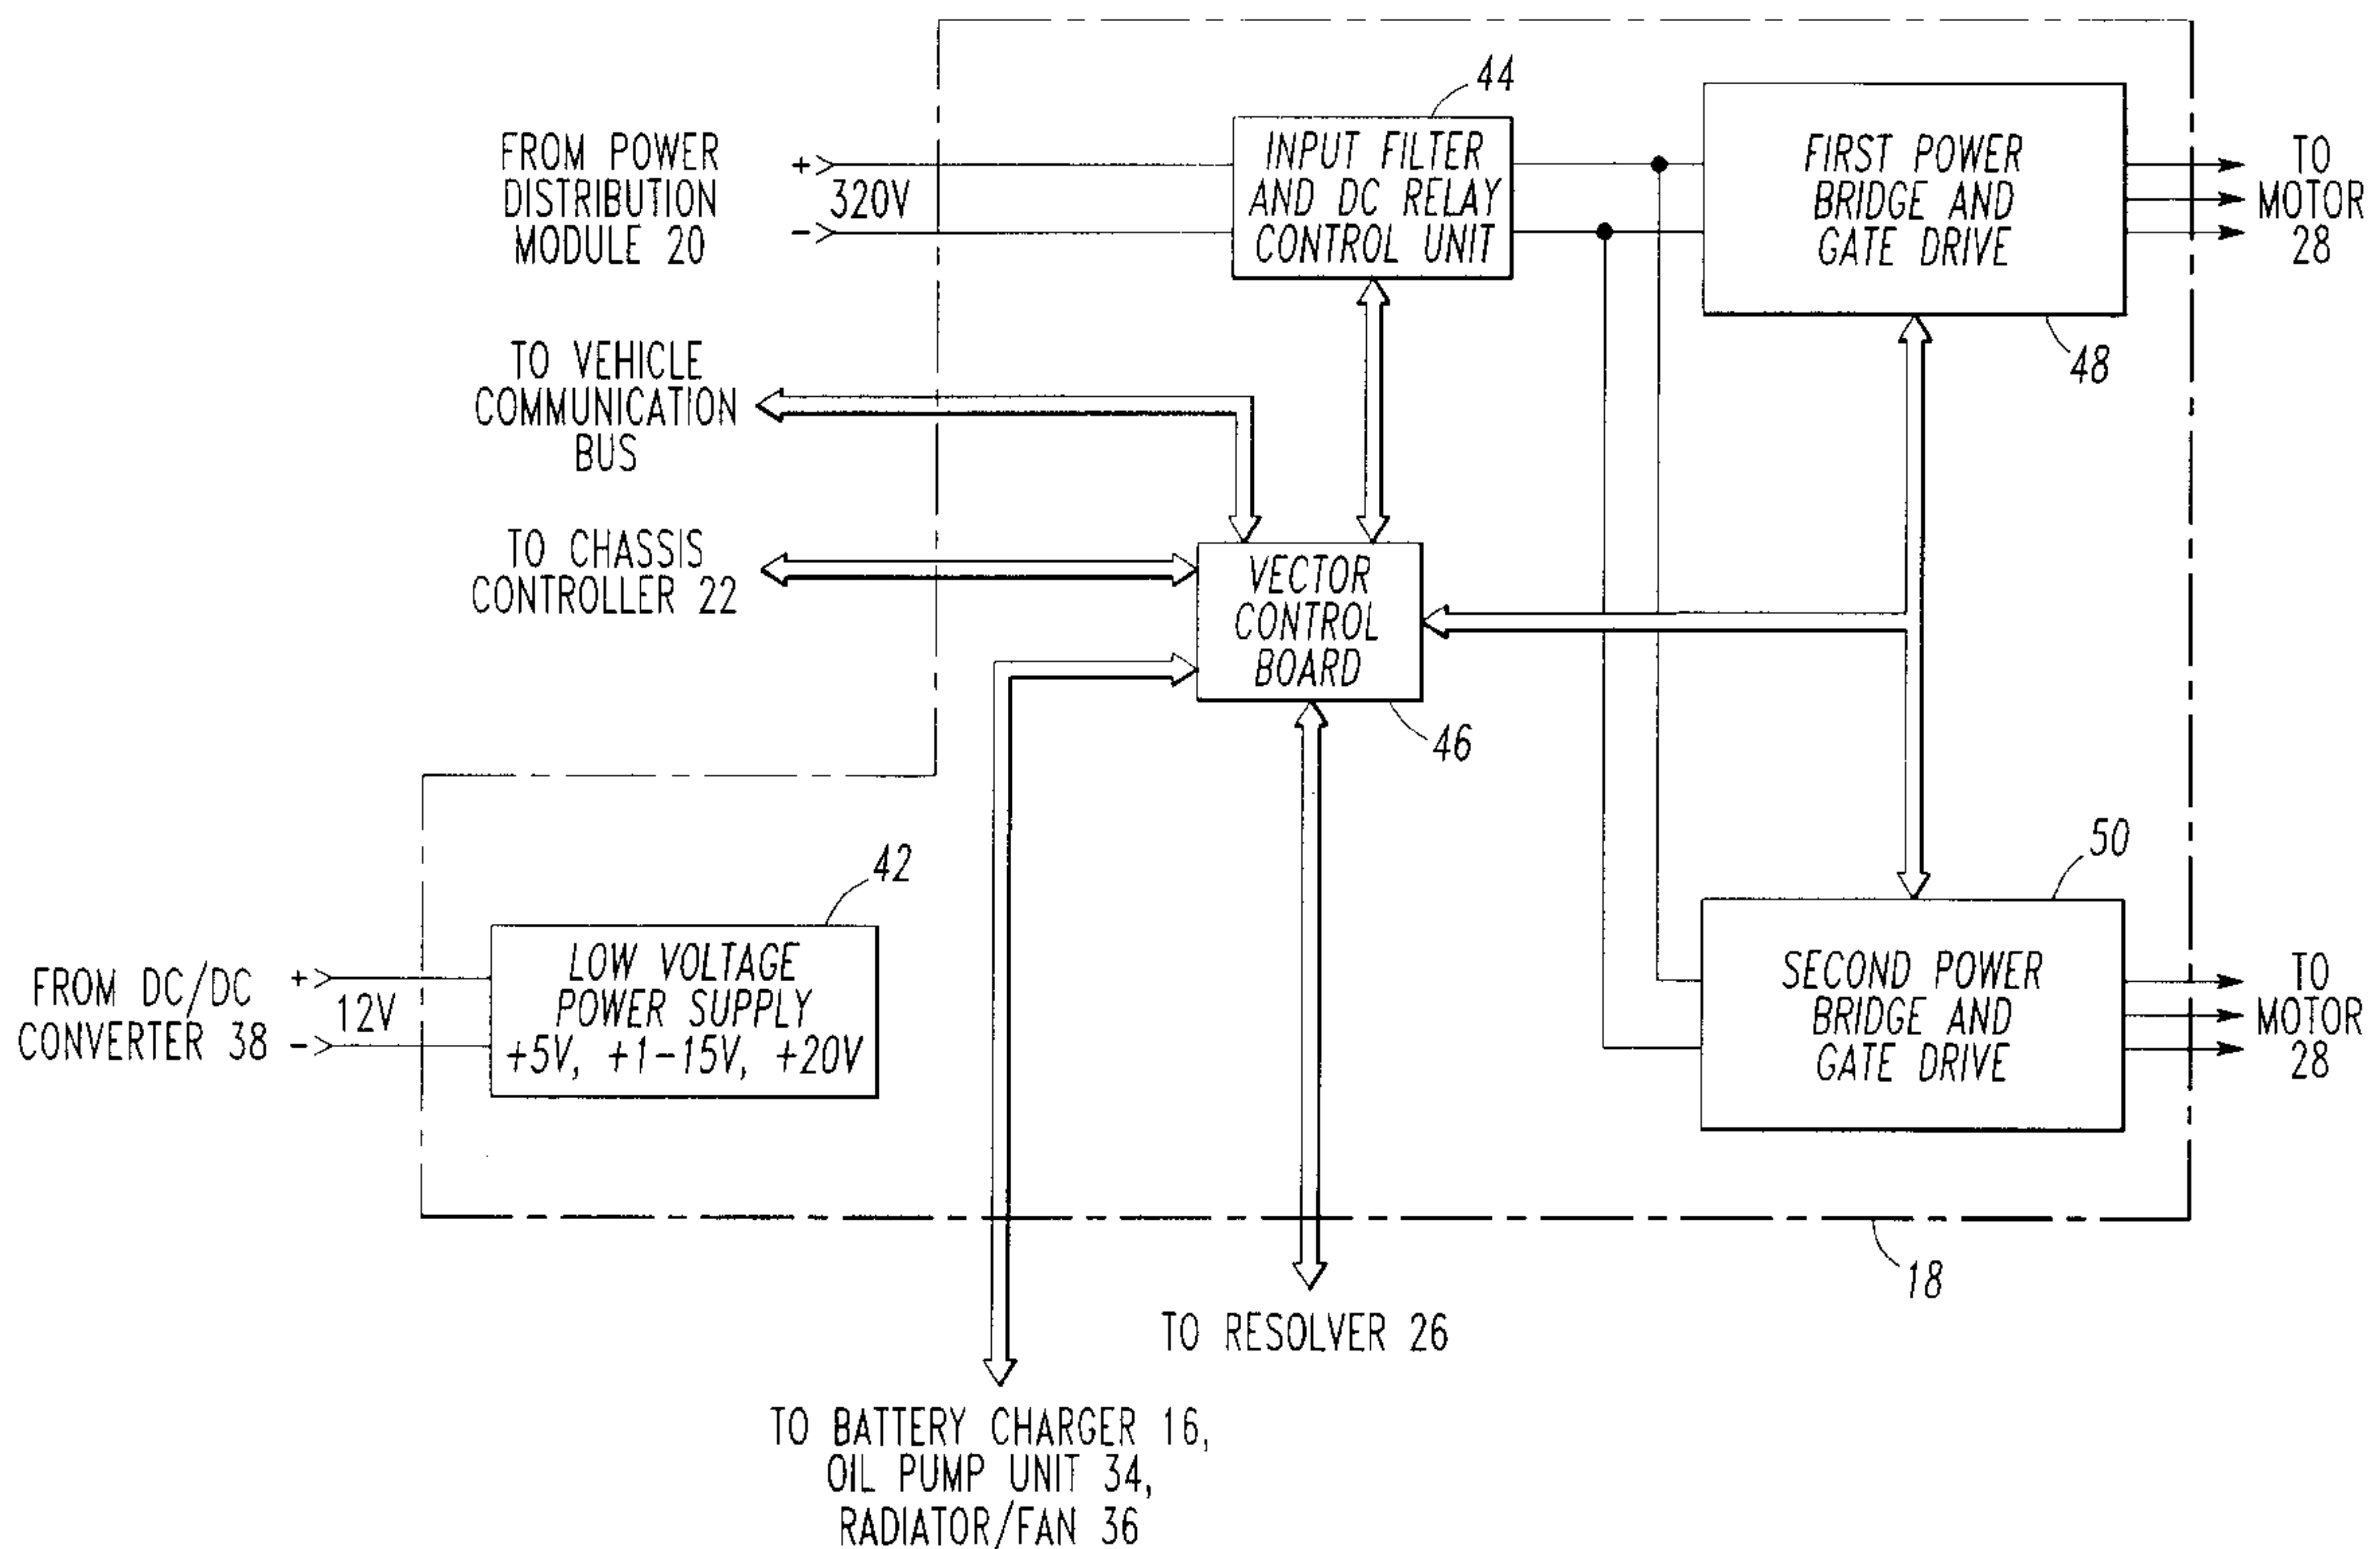 44
INPUT FILTER
AND DC RELAY
CONTROL UNIT
FROM POWER
DISTRIBUTION
MODULE 20
+
320V
-
FIRST POWER
BRIDGE AND
GATE DRIVE
48
TO
MOTOR
28
TO VEHICLE
COMMUNICATION
BUS
TO CHASSIS
CONTROLLER 22
VECTOR
CONTROL
BOARD
46
42
LOW VOLTAGE
POWER SUPPLY
+5V, +1-15V, +20V
FROM DC/DC
CONVERTER 38
+
12V
-
50
SECOND POWER
BRIDGE AND
GATE DRIVE
TO
MOTOR
28
18
TO RESOLVER 26
TO BATTERY CHARGER 16,
OIL PUMP UNIT 34,
RADIATOR/FAN 36